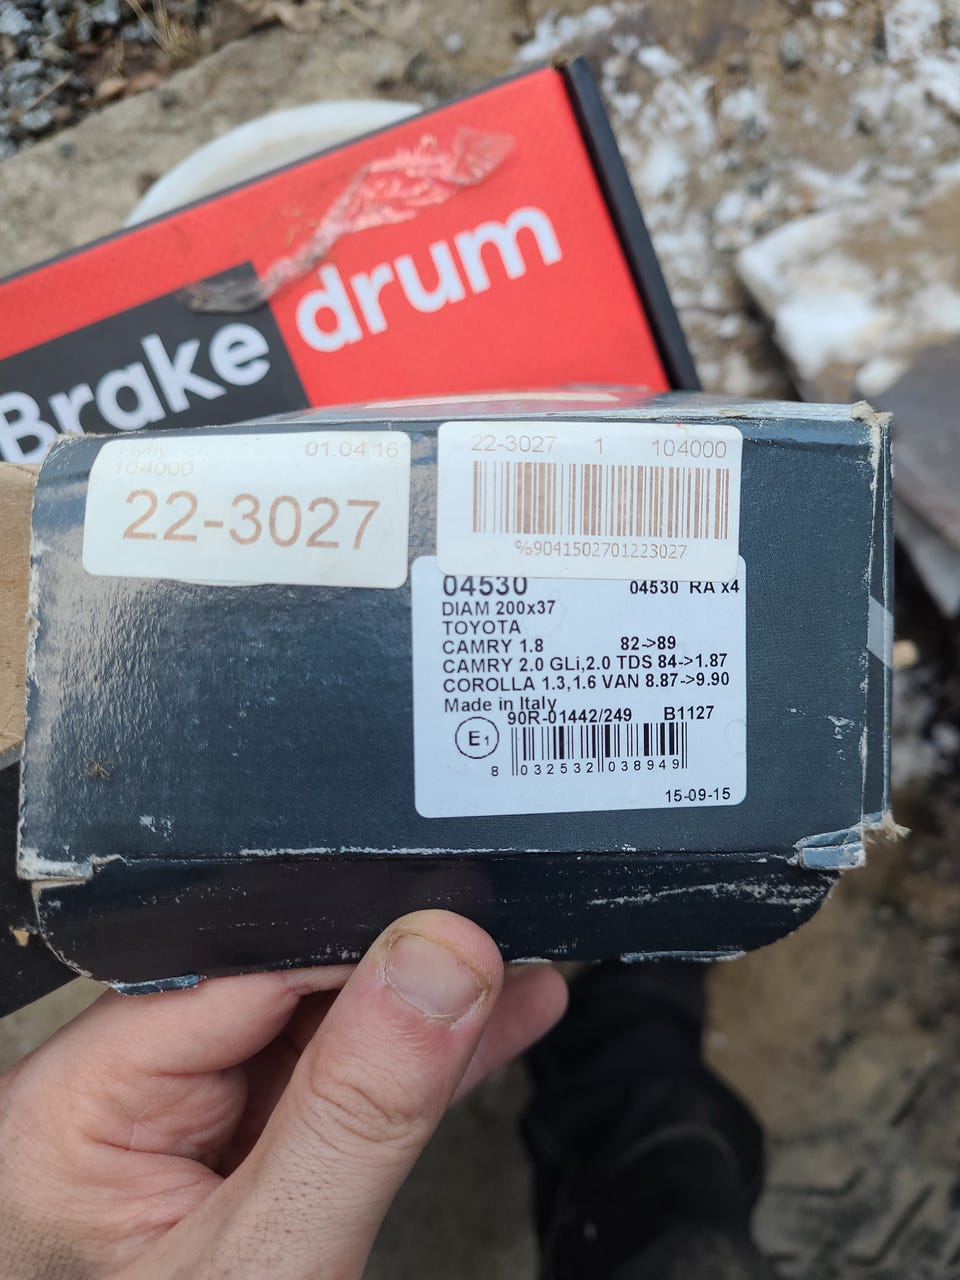 Brake drum
01.04.16
104000
22-3027
22-3027 1 104000
%9041502701223027
04530 04530 RA x4
DIAM 200x37
TOYOTA
CAMRY 1.8 82->89
CAMRY 2.0 GLi,2.0 TDS 84->1.87
COROLLA 1.3,1.6 VAN 8.87->9.90
Made in Italy
90R-01442/249 B1127
E1
8 032532 038949
15-09-15